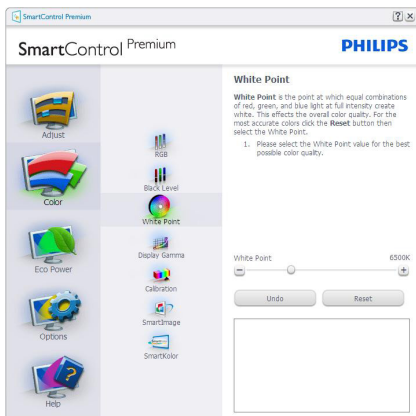 SmartControl Premium
SmartControl Premium
PHILIPS
Adjust
Color
Eco Power
Options
Help
RGB
Black Level
White Point
Display Gamma
Calibration
SmartImage
SmartKolor
White Point
White Point is the point at which equal combinations
of red, green, and blue light at full intensity create
white. This effects the overall color quality. For the
most accurate colors click the Reset button then
select the White Point.
1. Please select the White Point value for the best
possible color quality.
White Point 6500K
Undo Reset